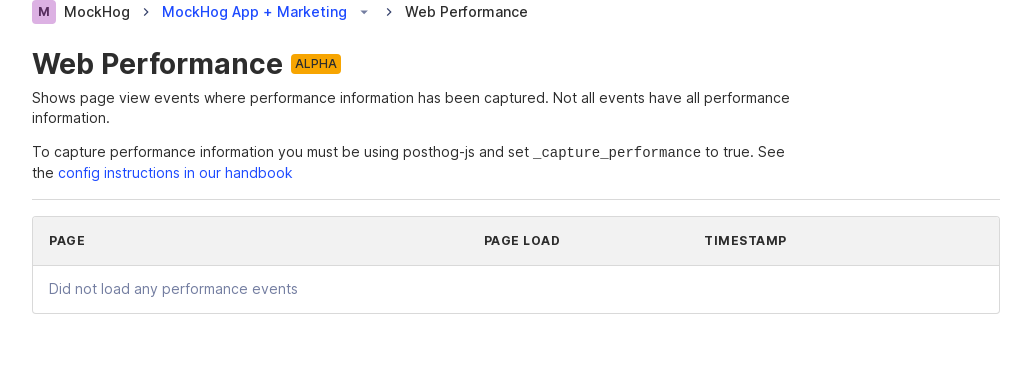 M MockHog MockHog App + Marketing Web Performance
Web Performance ALPHA
Shows page view events where performance information has been captured. Not all events have all performance
information.
To capture performance information you must be using posthog-js and set _capture_performance to true. See
the config instructions in our handbook
PAGE PAGE LOAD TIMESTAMP
Did not load any performance events